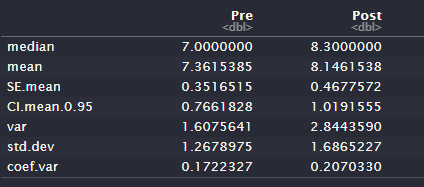 Pre Post
<dbl> <dbl>
median 7.0000000 8.3000000
mean 7.3615385 8.1461538
SE.mean 0.3516515 0.4677572
CI.mean.0.95 0.7661828 1.0191555
var 1.6075641 2.8443590
std.dev 1.2678975 1.6865227
coef.var 0.1722327 0.2070330